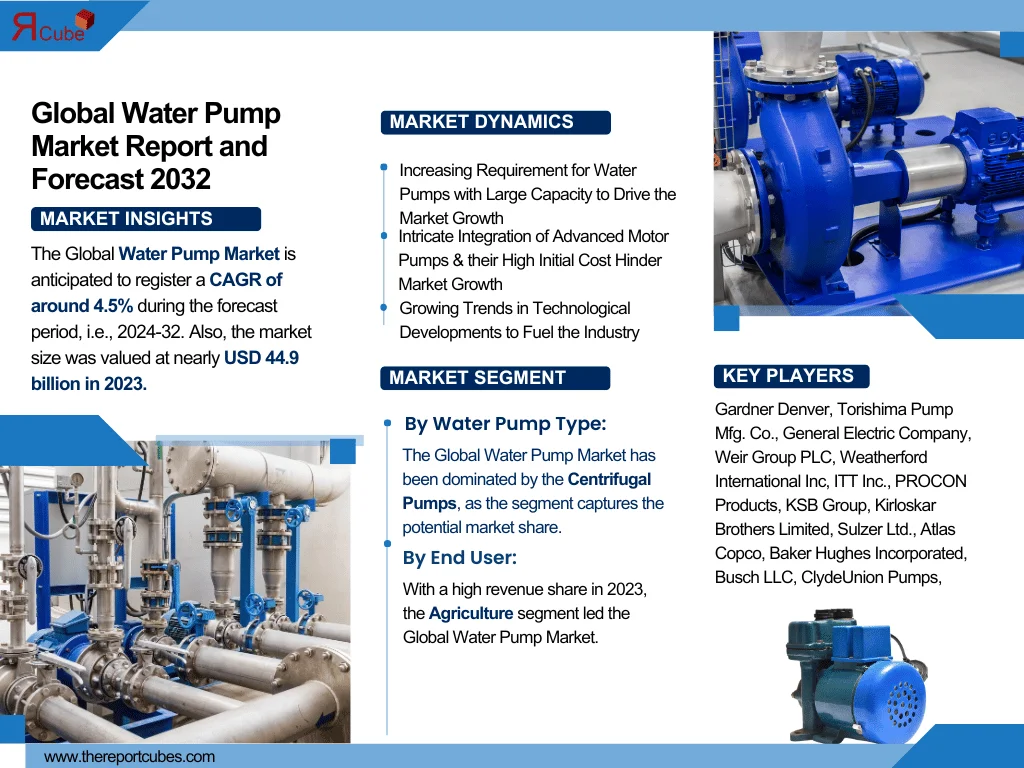 ЯCube
Global Water Pump
Market Report and
Forecast 2032
MARKET INSIGHTS
The Global Water Pump Market is
anticipated to register a CAGR of
around 4.5% during the forecast
period, i.e., 2024-32. Also, the market
size was valued at nearly USD 44.9
billion in 2023.
MARKET DYNAMICS
Increasing Requirement for Water
Pumps with Large Capacity to Drive the
Market Growth
Intricate Integration of Advanced Motor
Pumps & their High Initial Cost Hinder
Market Growth
Growing Trends in Technological
Developments to Fuel the Industry
MARKET SEGMENT
By Water Pump Type:
The Global Water Pump Market has
been dominated by the Centrifugal
Pumps, as the segment captures the
potential market share.
By End User:
With a high revenue share in 2023,
the Agriculture segment led the
Global Water Pump Market.
KEY PLAYERS
Gardner Denver, Torishima Pump
Mfg. Co., General Electric Company,
Weir Group PLC, Weatherford
International Inc, ITT Inc., PROCON
Products, KSB Group, Kirloskar
Brothers Limited, Sulzer Ltd., Atlas
Copco, Baker Hughes Incorporated,
Busch LLC, ClydeUnion Pumps,
www.thereportcubes.com